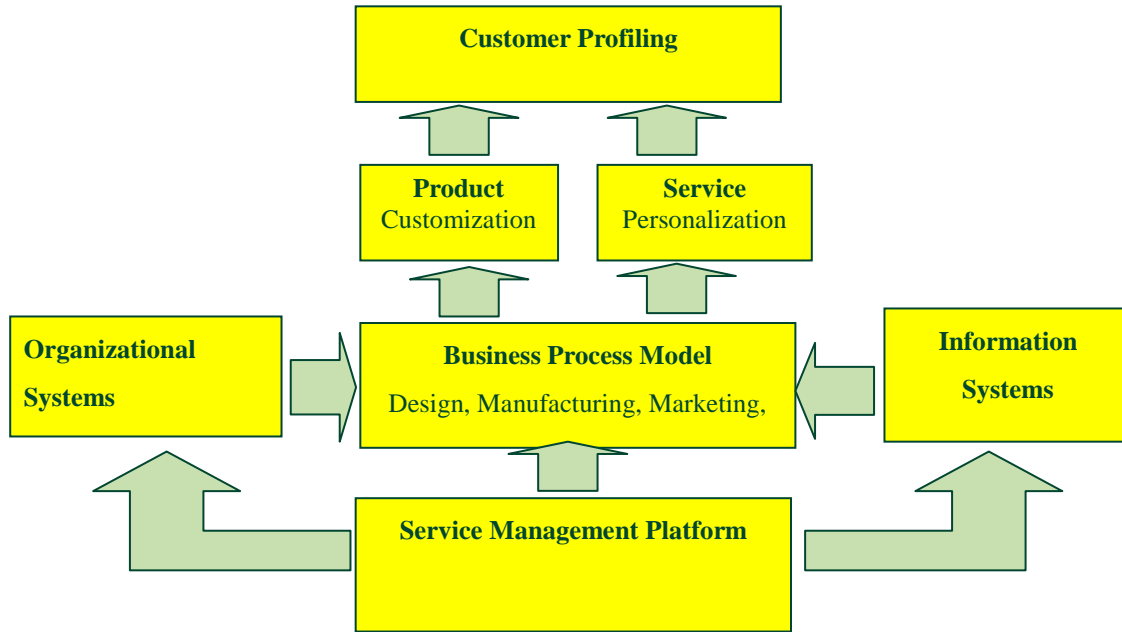 Customer Profiling
Product
Customization
Service
Personalization
Organizational
Systems
Business Process Model
Design, Manufacturing, Marketing,
Information
Systems
Service Management Platform